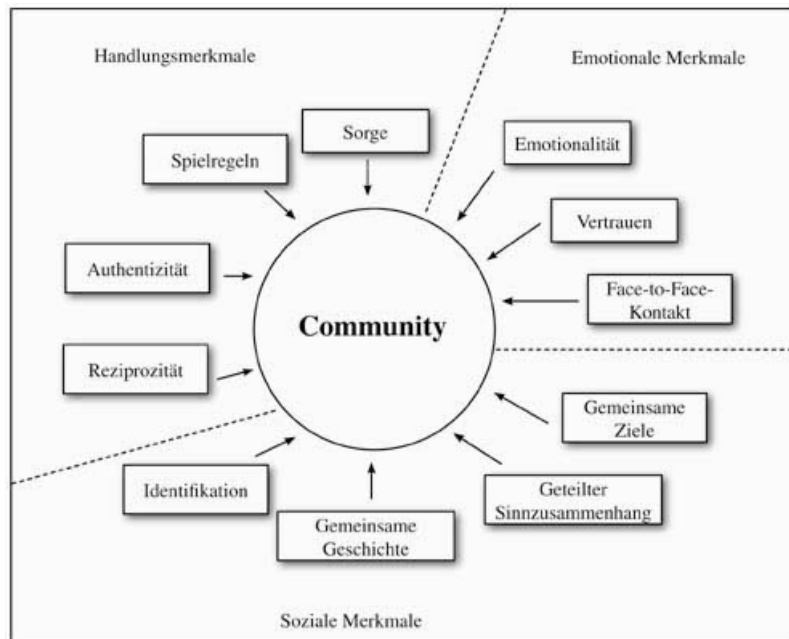 Handlungsmerkmale
Emotionale Merkmale
Sorge
Spielregeln
Emotionalität
Vertrauen
Authentizität
Face-to-Face-
Kontakt
Community
Reziprozität
Gemeinsame
Ziele
Identifikation
Geteilter
Sinnzusammenhang
Gemeinsame
Geschichte
Soziale Merkmale